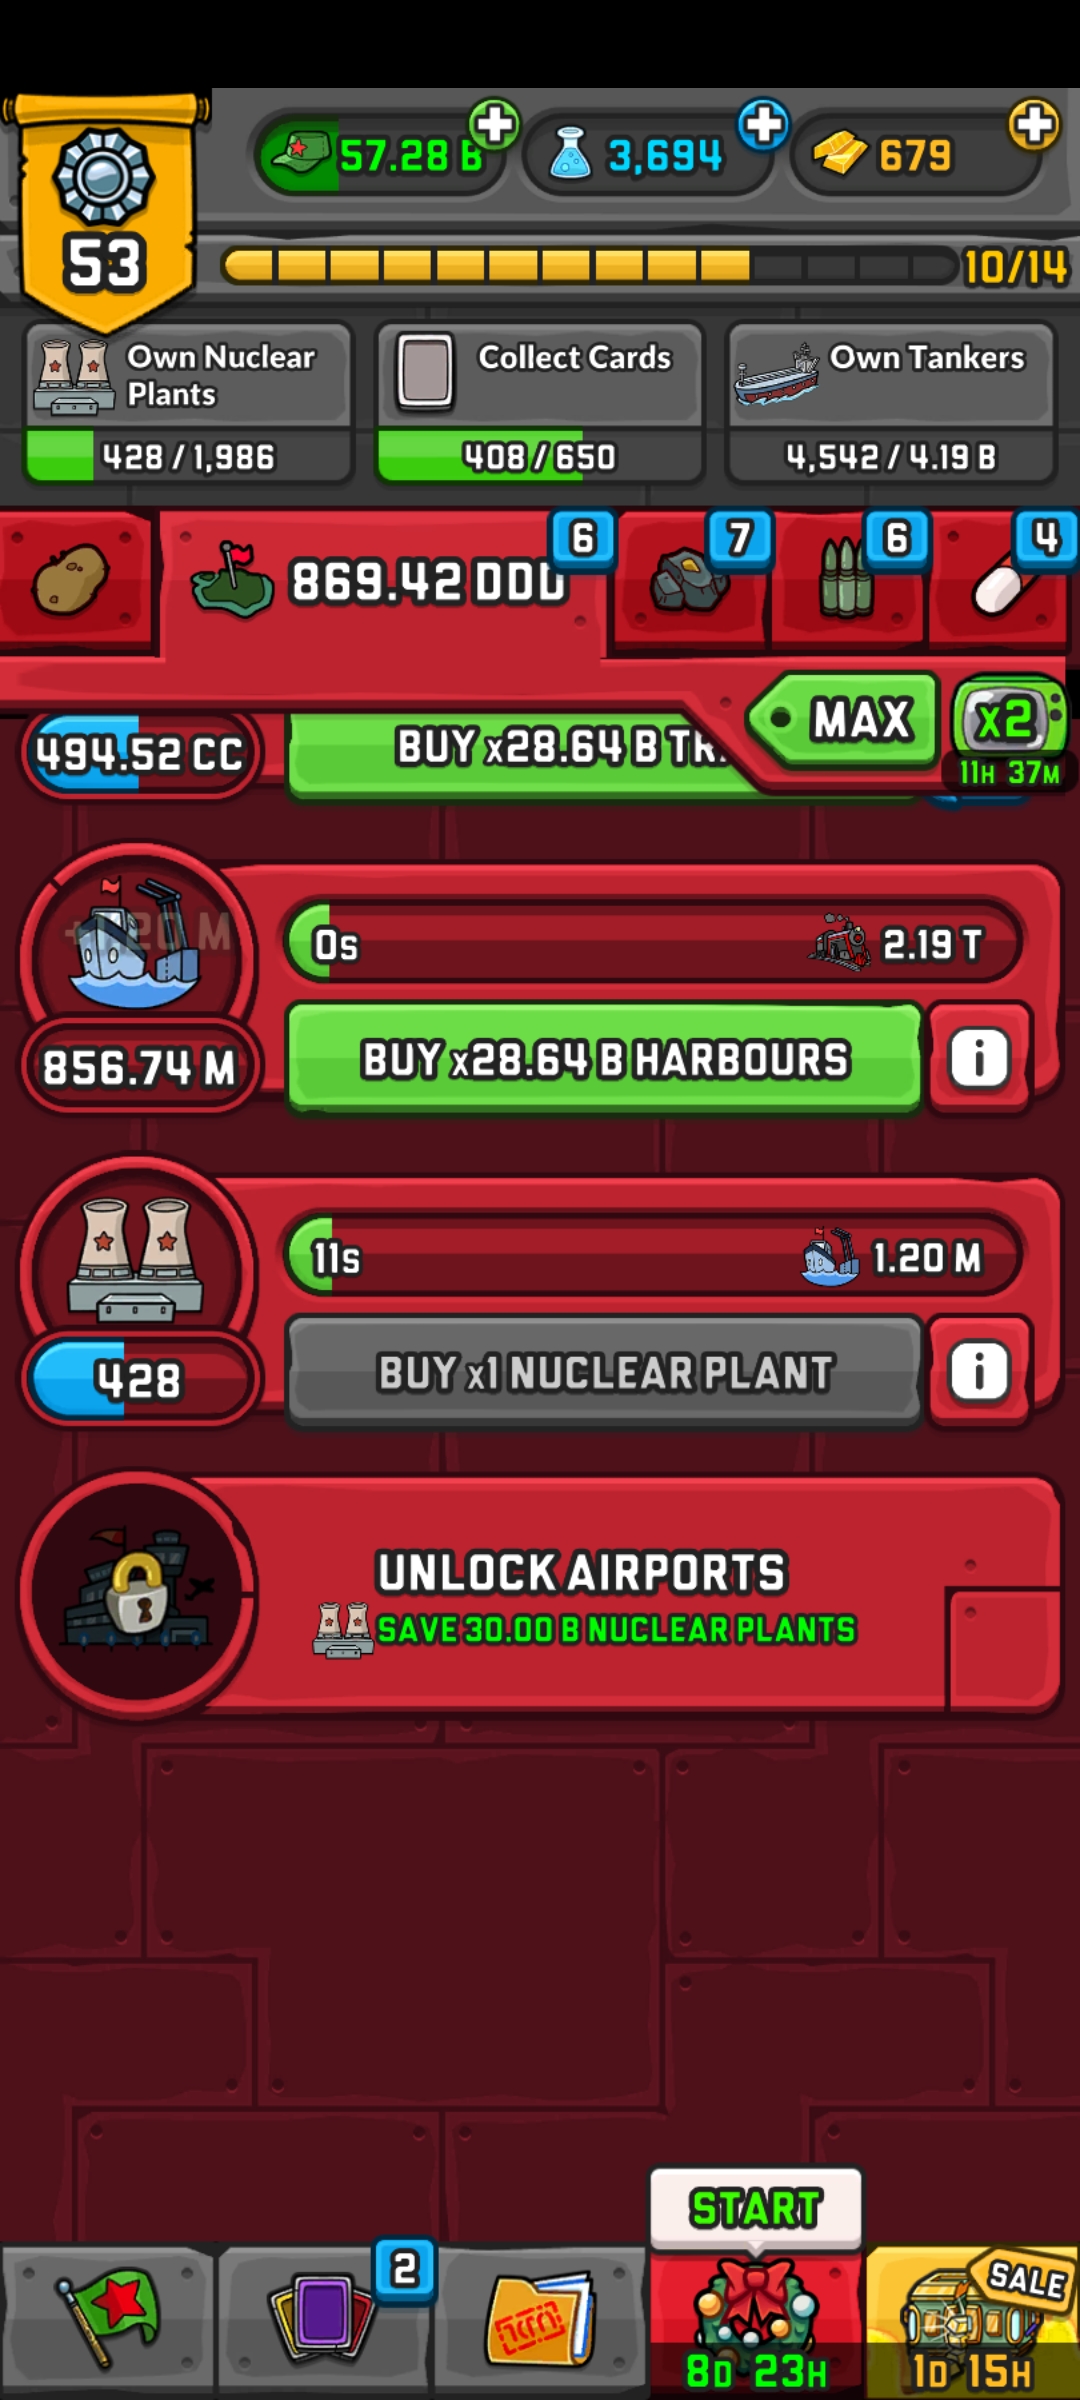 57.28 B
3,694
679
53
10/14
Own Nuclear
Plants
Collect Cards
Own Tankers
428 / 1,986
408 / 650
4,542 / 4.19 B
6
7
6
4
869.42 DDD
MAX
x2
11H 37M
494.52 CC
BUY x28.64 B
+1.20 M
0s
2.19 T
856.74 M
BUY x28.64 B HARBOURS
i
11s
1.20 M
428
BUY x1 NUCLEAR PLANT
i
UNLOCK AIRPORTS
SAVE 30.00 B NUCLEAR PLANTS
START
2
SALE
8D 23H
1D 15H